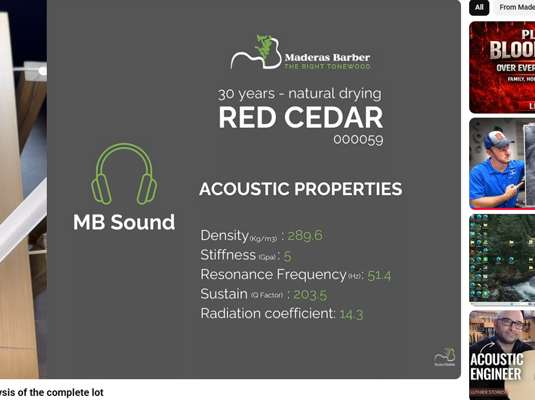 Maderas Barber
THE RIGHT TONEWOOD
30 years - natural drying
RED CEDAR
000059
ACOUSTIC PROPERTIES
MB Sound
Density (Kg/m3) : 289.6
Stiffness (Gpa) : 5
Resonance Frequency (Hz): 51.4
Sustain (Q Factor) : 203.5
Radiation coefficient: 14.3
ysis of the complete lot
All
From Made
PL
BLOO
OVER EVER
FAMILY, HO
ACOUSTIC
ENGINEER